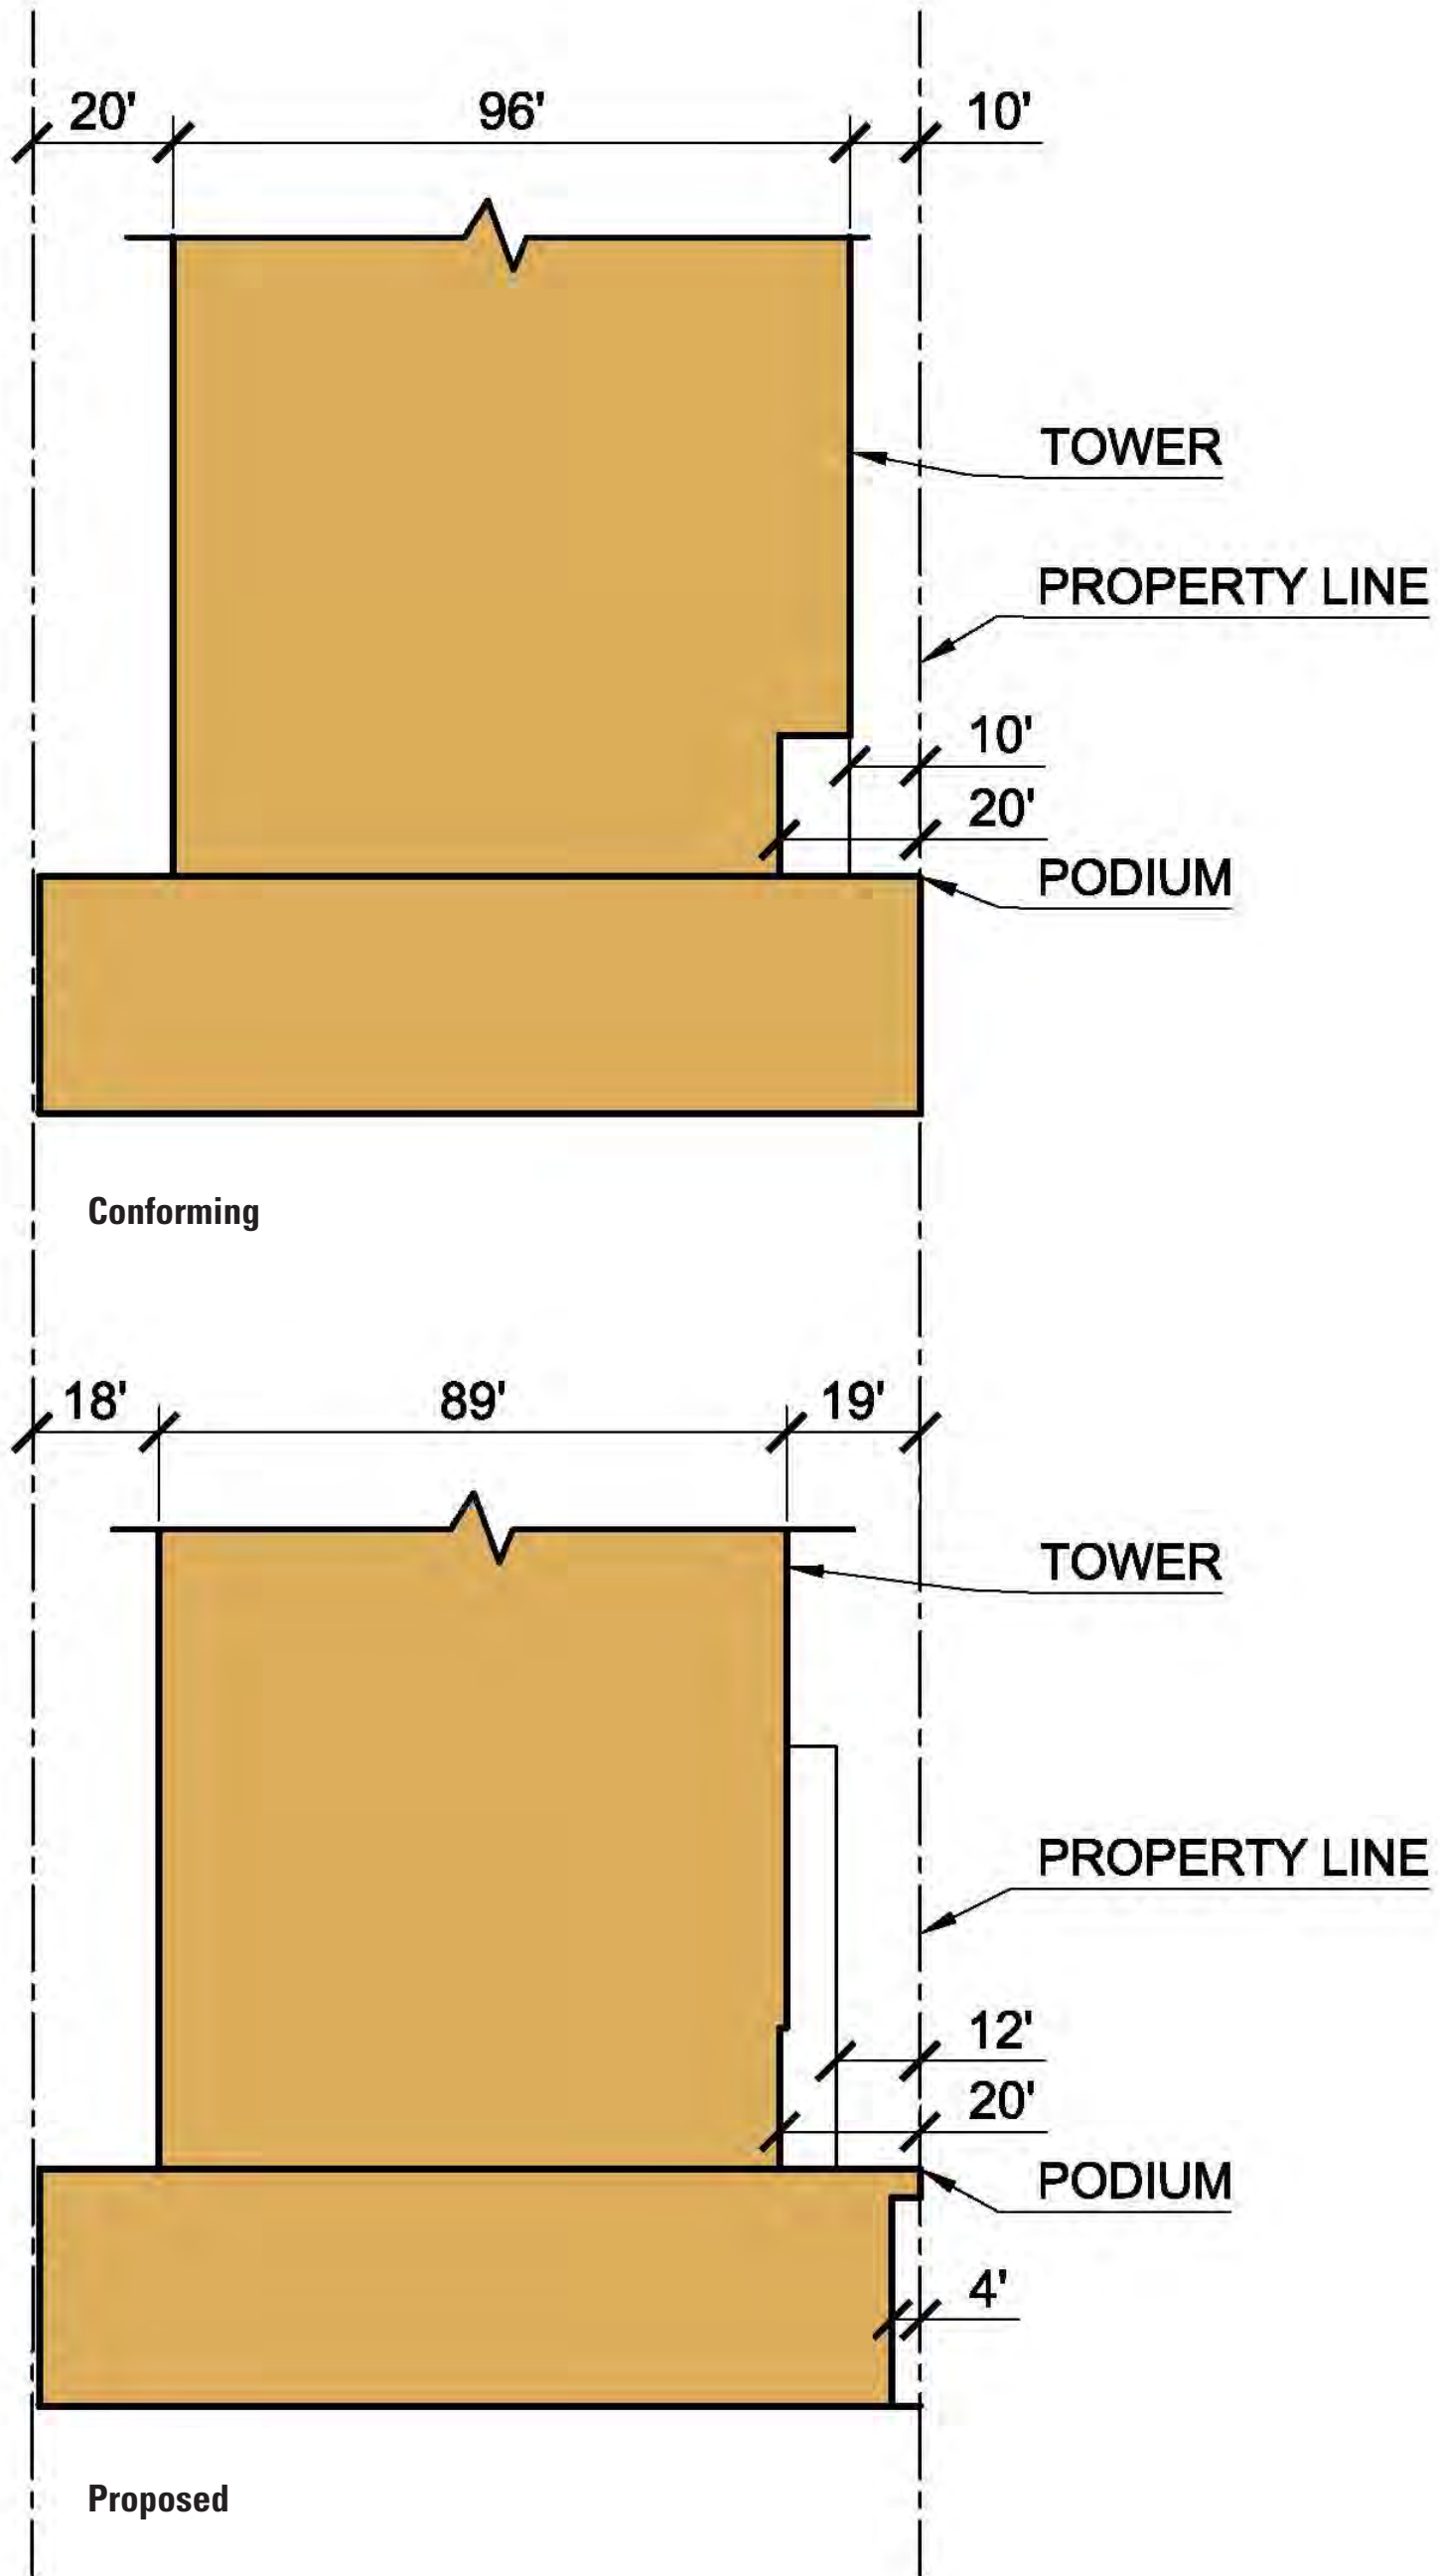 20' 96' 10'
TOWER
PROPERTY LINE
10'
20'
PODIUM
Conforming
18' 89' 19'
TOWER
PROPERTY LINE
12'
20'
PODIUM
4'
Proposed